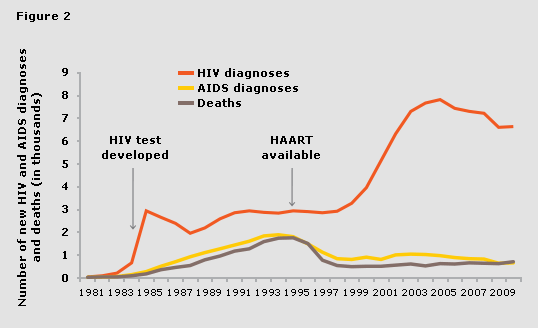 Figure 2
Number of new HIV and AIDS diagnoses
and deaths (in thousands)
9
8
7
6
5
4
3
2
1
0
HIV diagnoses
AIDS diagnoses
Deaths
HIV test
developed
HAART
available
1981 1983 1985 1987 1989 1991 1993 1995 1997 1999 2001 2003 2005 2007 2009